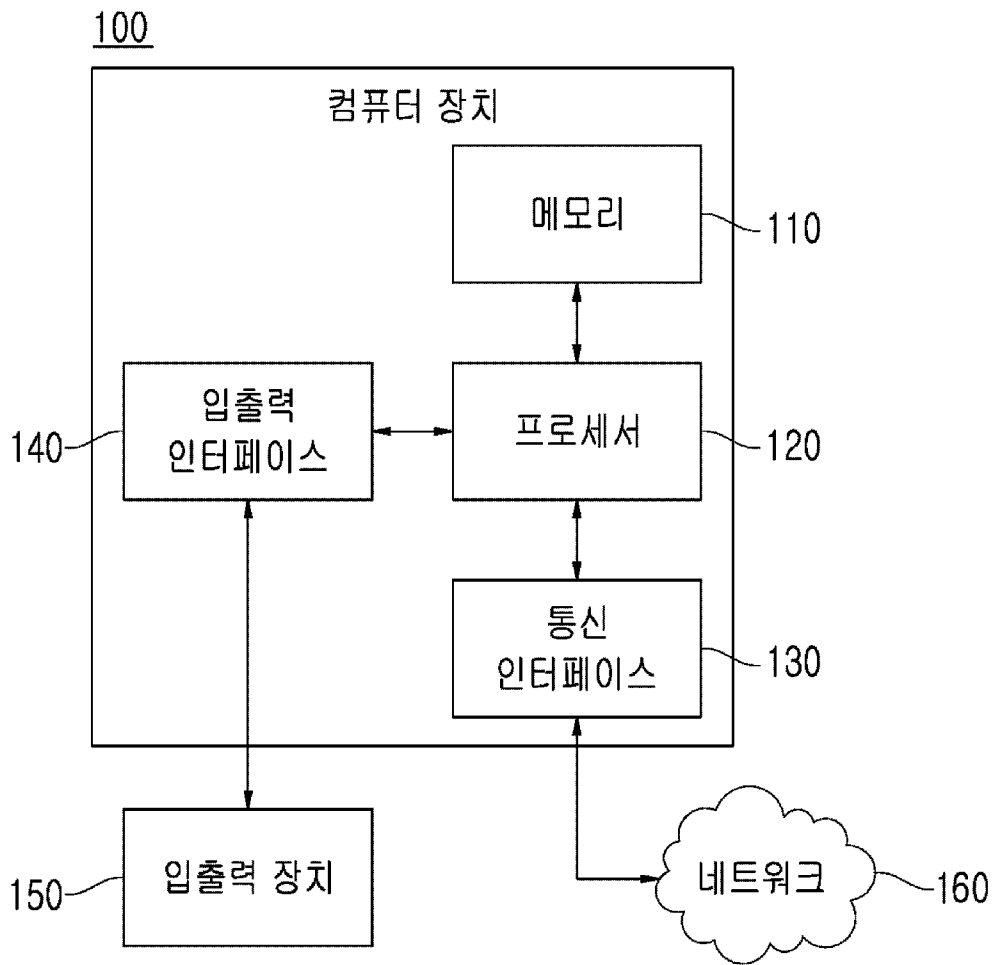 100
컴퓨터 장치
메모리
110
입출력
인터페이스
140
프로세서
120
통신
인터페이스
130
입출력 장치
150
네트워크
160